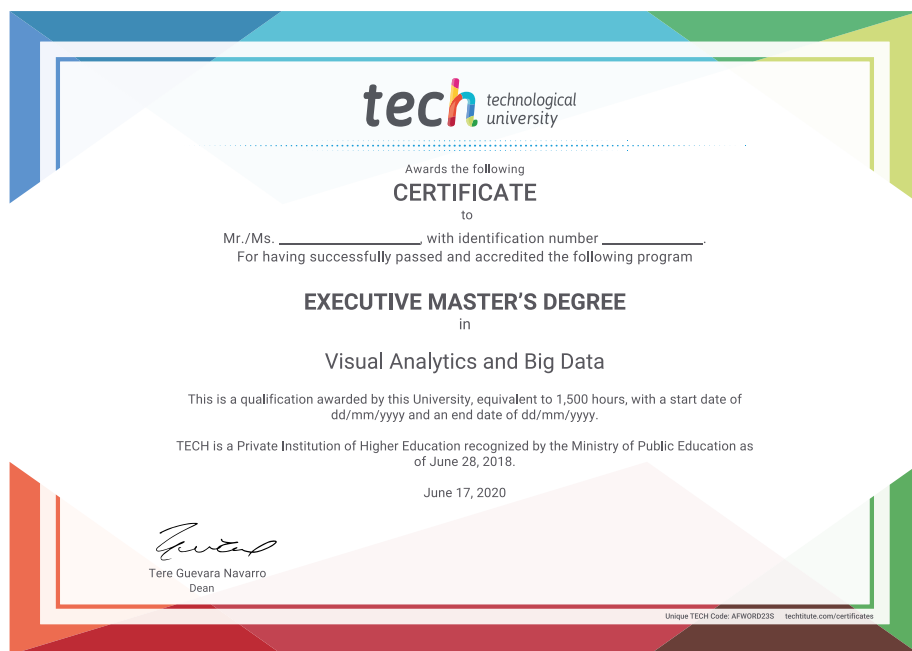 tech technological
university
Awards the following
CERTIFICATE
to
Mr./Ms. ____________________, with identification number ______________.
For having successfully passed and accredited the following program
EXECUTIVE MASTER'S DEGREE
in
Visual Analytics and Big Data
This is a qualification awarded by this University, equivalent to 1,500 hours, with a start date of
dd/mm/yyyy and an end date of dd/mm/yyyy.
TECH is a Private Institution of Higher Education recognized by the Ministry of Public Education as
of June 28, 2018.
June 17, 2020
Tere Guevara Navarro
Dean
Unique TECH Code: AFWORD23S techtitute.com/certificates